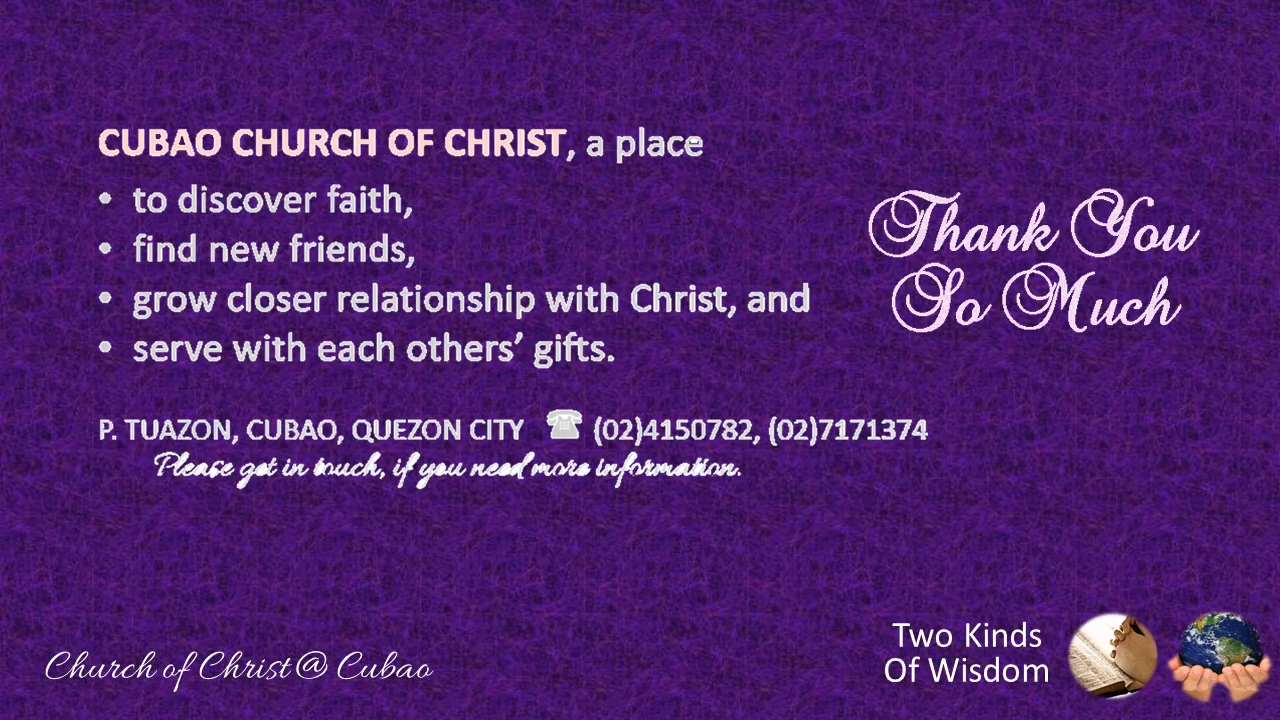 CUBAO CHURCH OF CHRIST, a place
• to discover faith,
• find new friends,
• grow closer relationship with Christ, and
• serve with each others’ gifts.
Thank You
So Much
P. TUAZON, CUBAO, QUEZON CITY ☎ (02)4150782, (02)7171374
Please get in touch, if you need more information.
Church of Christ@ Cubao
Two Kinds
Of Wisdom